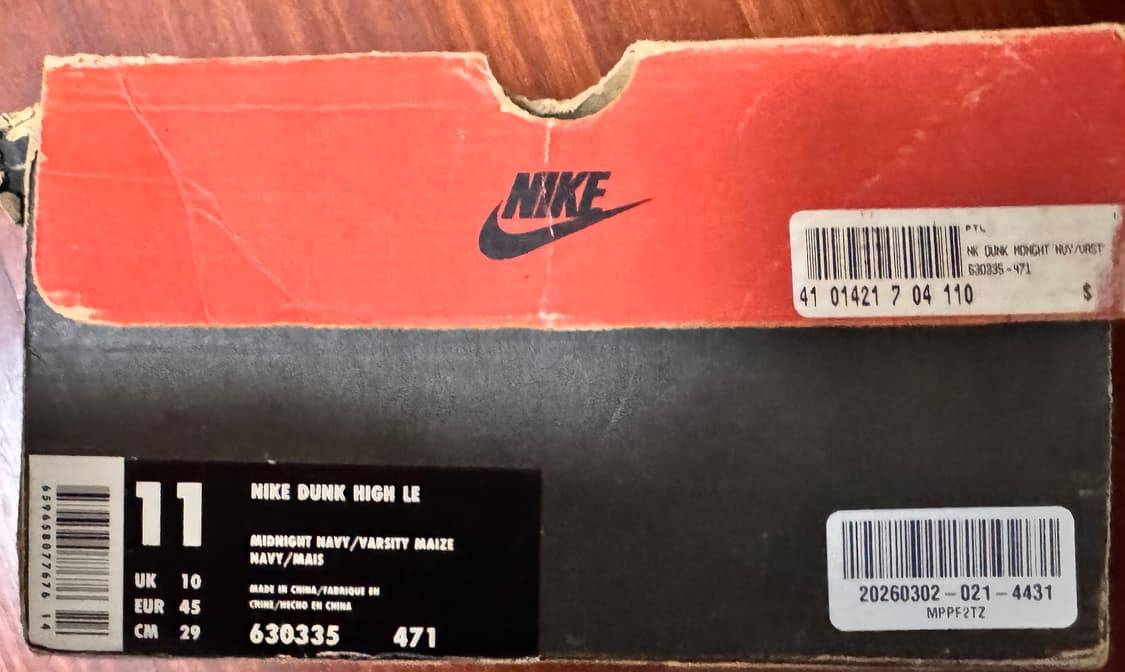 NIKE
PTL
NK DUNK MDNGHT NVY/VRST
630335-471
41 01421 7 04 110 $
659658077676 14
11
NIKE DUNK HIGH LE
MIDNIGHT NAVY/VARSITY MAIZE
NAVY/MAIS
UK 10
EUR 45
CM 29
MADE IN CHINA/FABRIQUE EN
CHINE/HECHO EN CHINA
630335 471
20260302-021-4431
MPPF2TZ